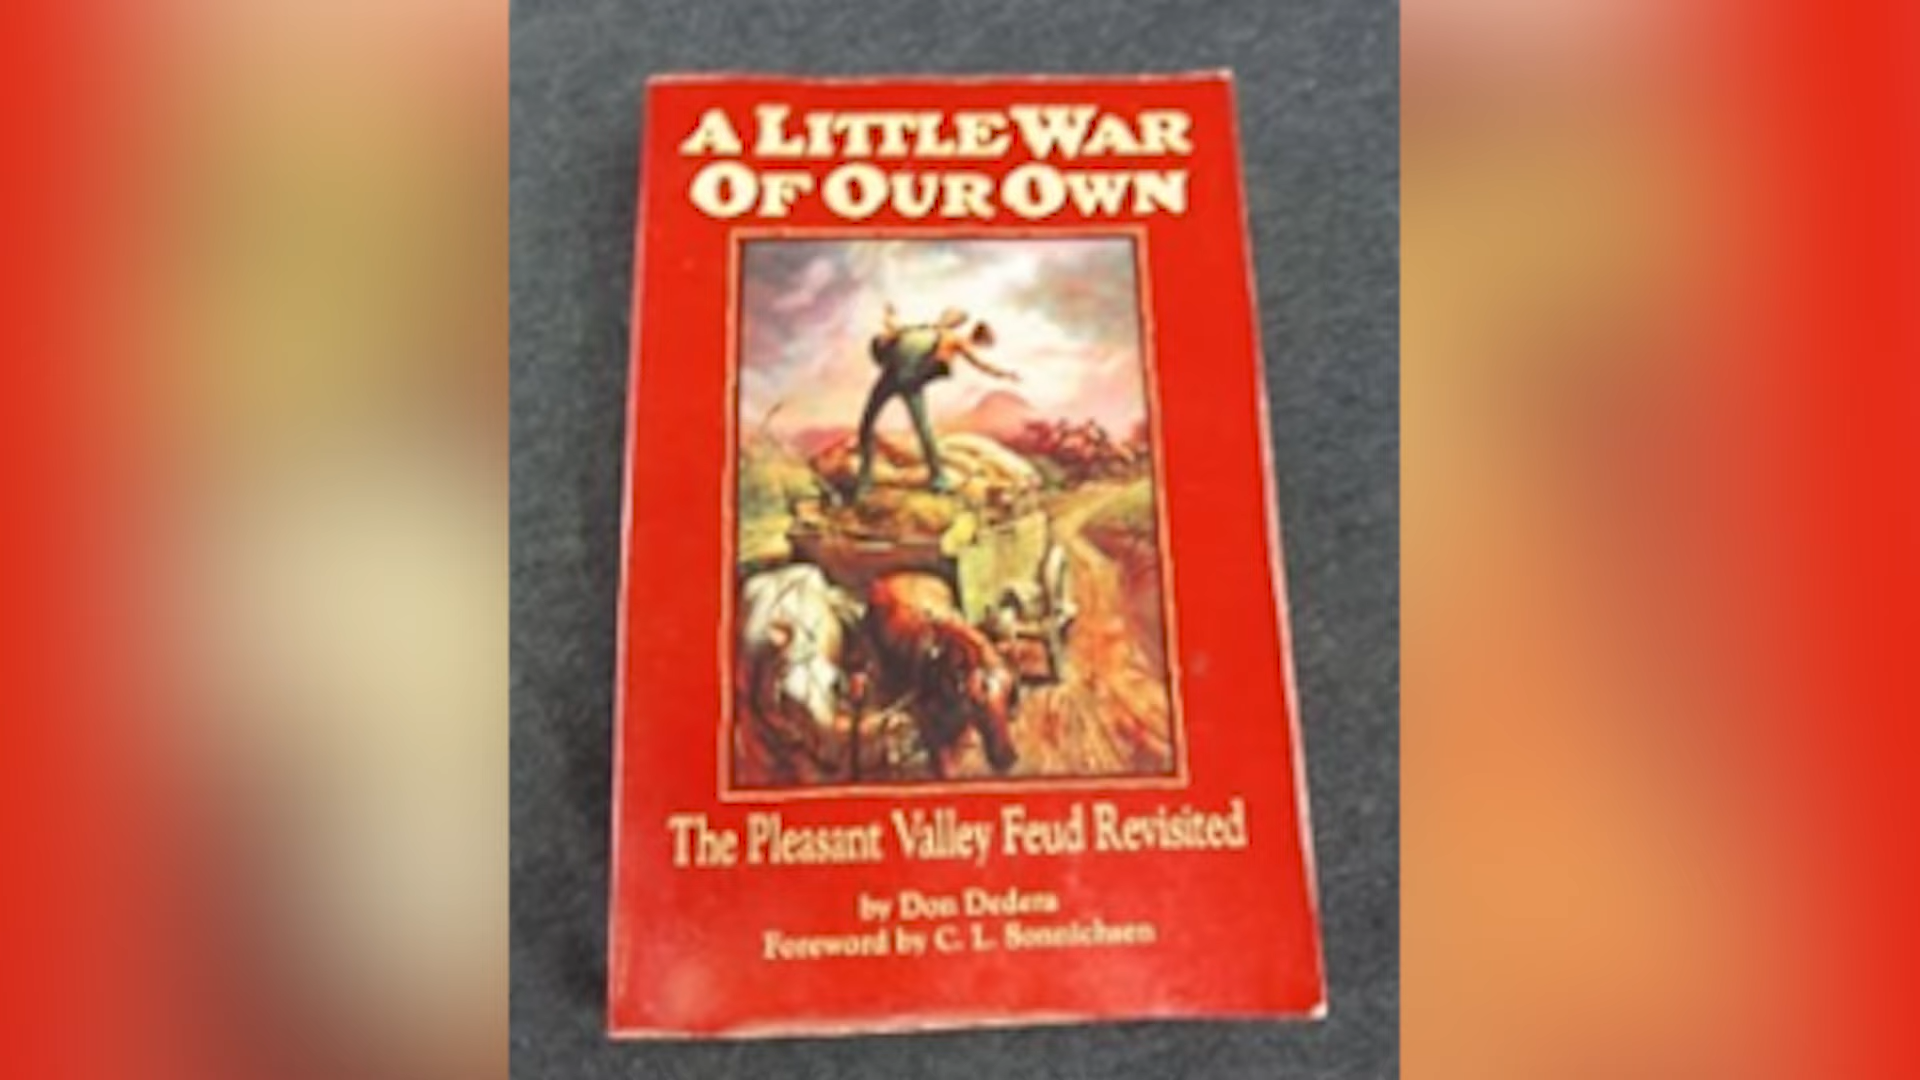 A LITTLE WAR
OF OUR OWN
The Pleasant Valley Feud Revisited
by Don Dedera
Foreword by C. L. Sonnichsen